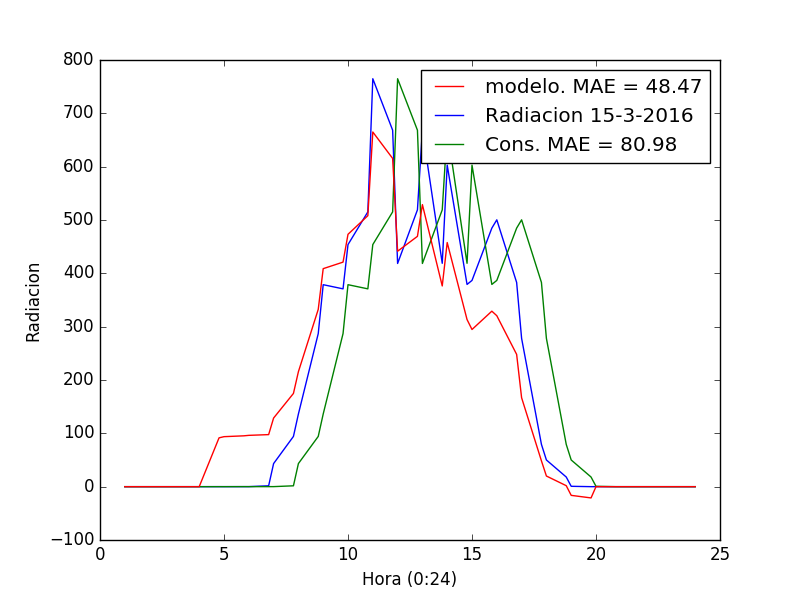 800
700
600
500
400
300
200
100
0
−100
Radiacion
modelo. MAE = 48.47
Radiacion 15-3-2016
Cons. MAE = 80.98
0 5 10 15 20 25
Hora (0:24)